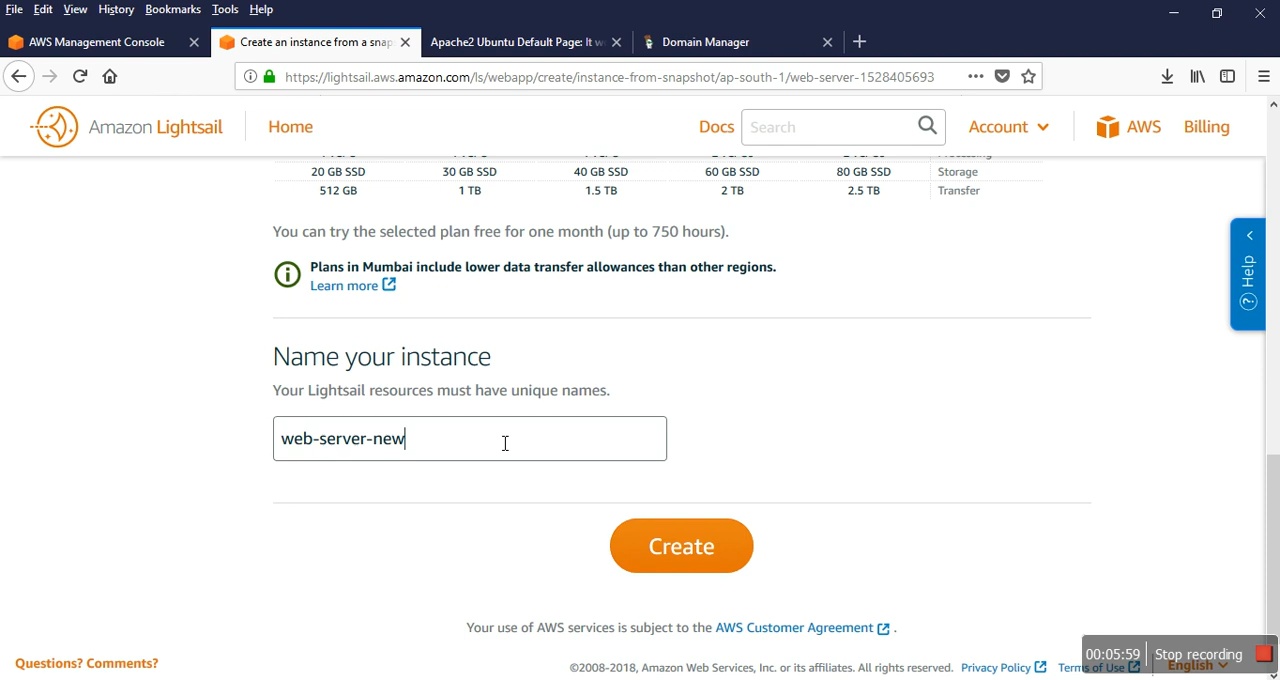 File Edit View History Bookmarks Tools Help
AWS Management Console
Create an instance from a snap
Apache2 Ubuntu Default Page: It w
Domain Manager
https://lightsail.aws.amazon.com/ls/webapp/create/instance-from-snapshot/ap-south-1/web-server-1528405693
Amazon Lightsail Home Docs Search Account AWS Billing
20 GB SSD 30 GB SSD 40 GB SSD 60 GB SSD 80 GB SSD Storage
512 GB 1 TB 1.5 TB 2 TB 2.5 TB Transfer
You can try the selected plan free for one month (up to 750 hours).
Plans in Mumbai include lower data transfer allowances than other regions.
Learn more
? Help
Name your instance
Your Lightsail resources must have unique names.
web-server-new
Create
Your use of AWS services is subject to the AWS Customer Agreement .
00:05:59 Stop recording
Questions? Comments?
©2008-2018, Amazon Web Services, Inc. or its affiliates. All rights reserved. Privacy Policy Terms of Use English